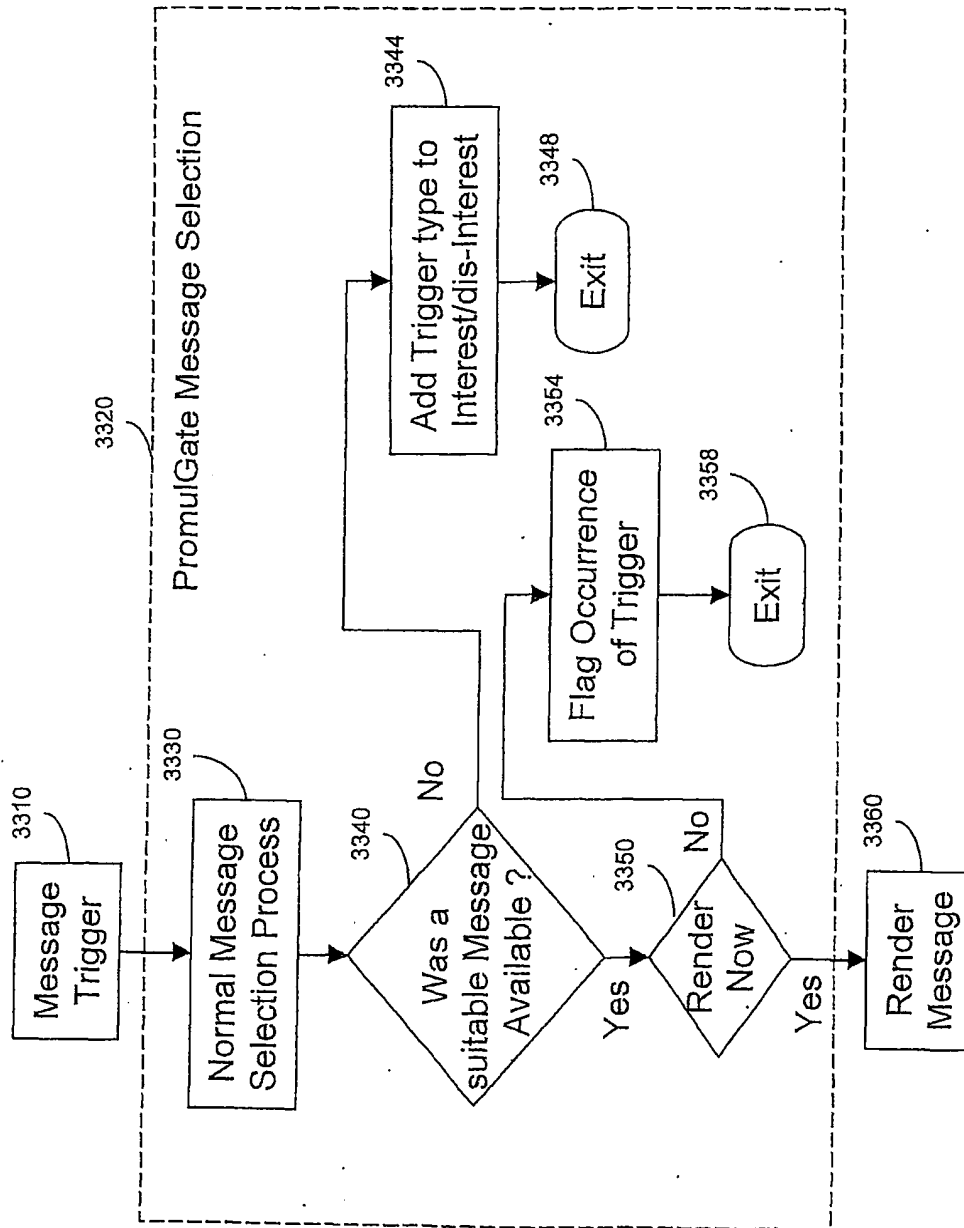 3310
Message
Trigger
3320
PromulGate Message Selection
3330
Normal Message
Selection Process
3340
Was a
suitable Message
Available ?
No
3344
Add Trigger type to
Interest/dis-Interest
3348
Exit
Yes
3350
Render
Now
No
3354
Flag Occurrence
of Trigger
3358
Exit
Yes
3360
Render
Message